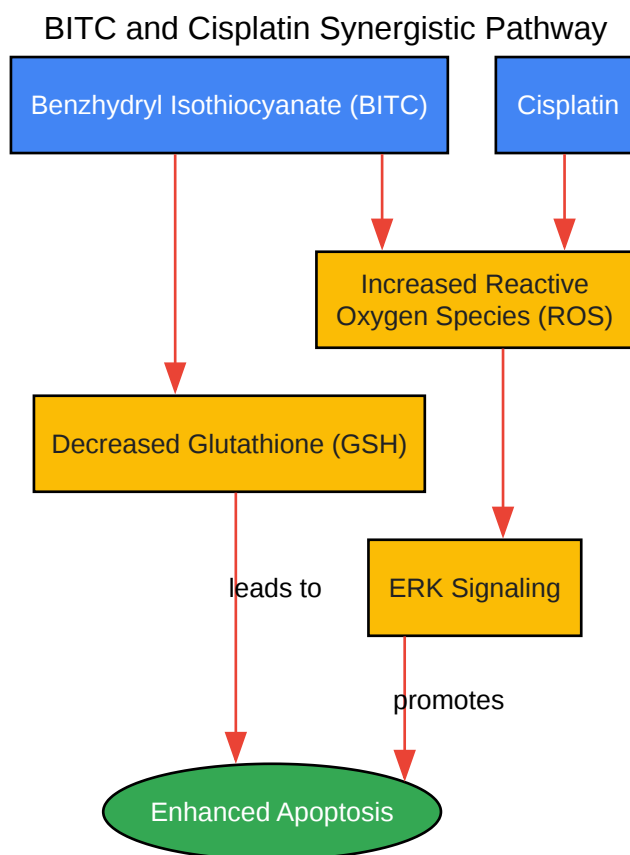 BITC and Cisplatin Synergistic Pathway
Benzhydryl Isothiocyanate (BITC)
Cisplatin
Increased Reactive
Oxygen Species (ROS)
Decreased Glutathione (GSH)
ERK Signaling
leads to
promotes
Enhanced Apoptosis